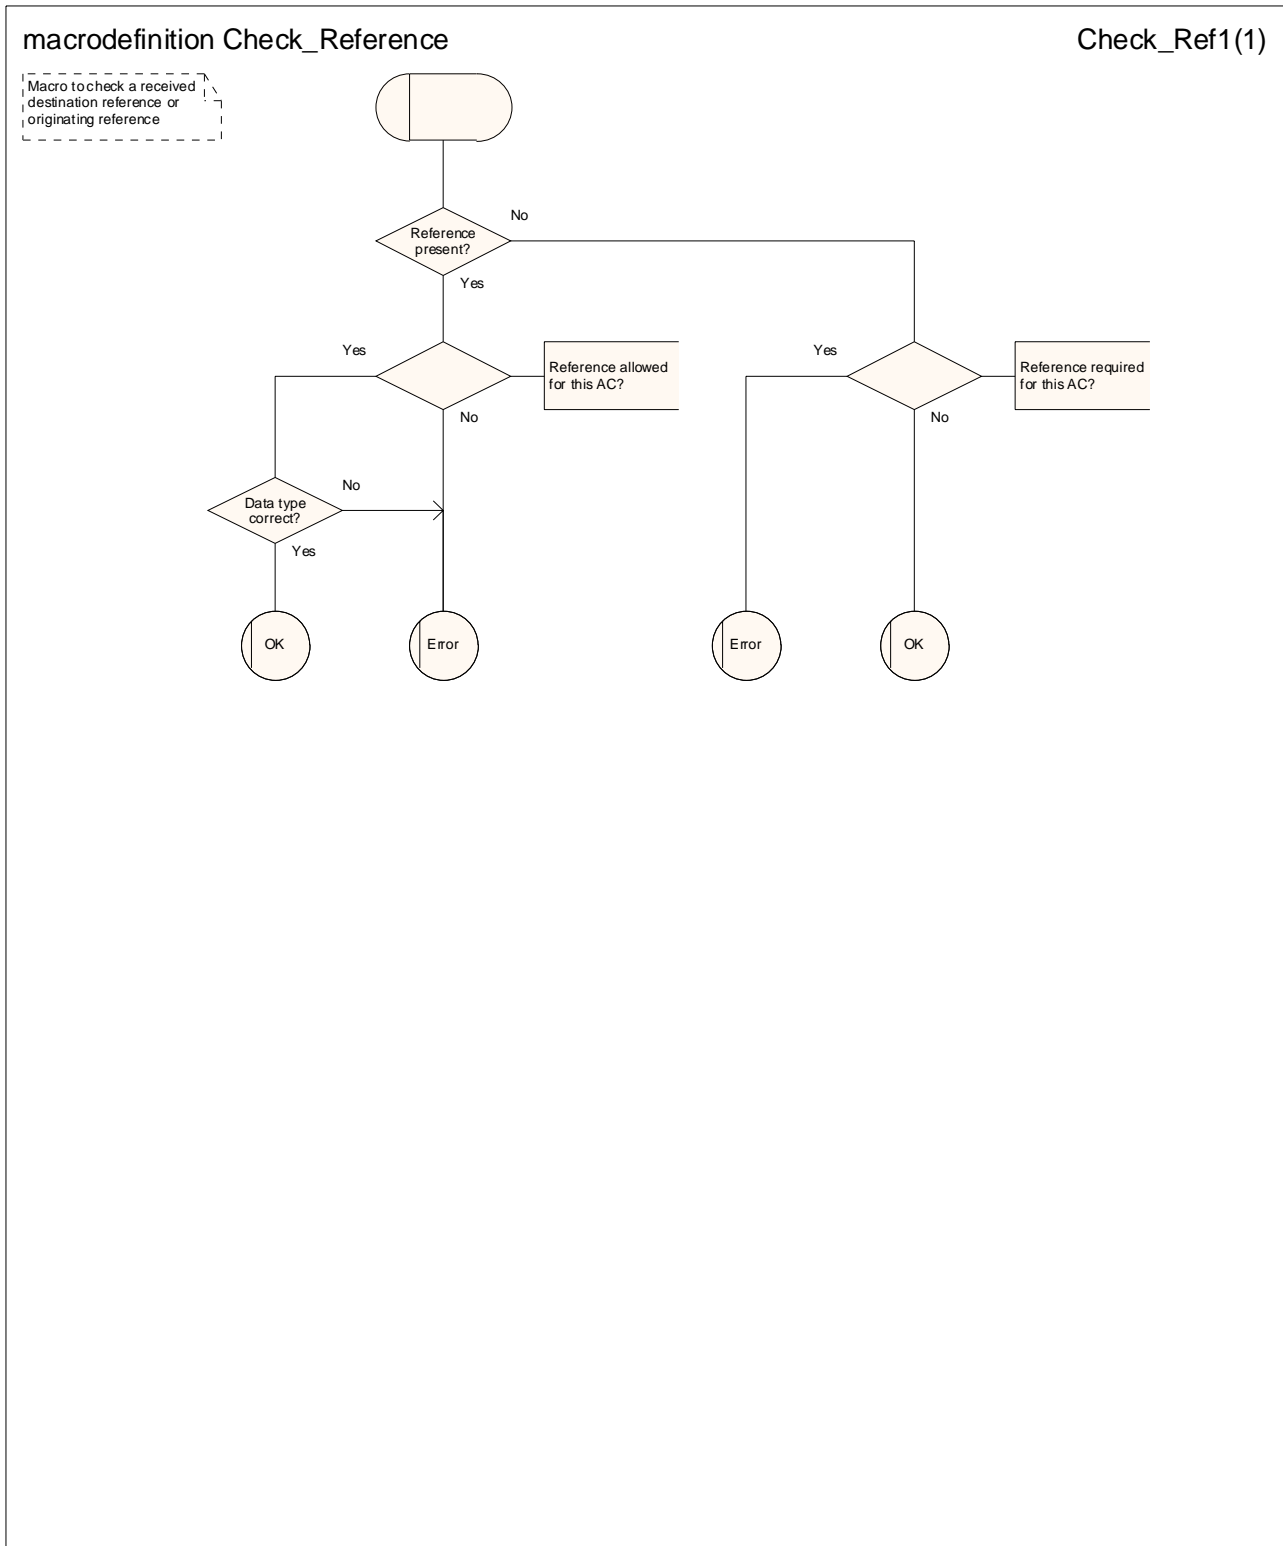 macrodefinition Check_Reference
Check_Ref1(1)
Macro to check a received
destination reference or
originating reference
No
Reference
present?
Yes
Yes
Reference allowed
for this AC?
No
Yes
Reference required
for this AC?
No
No
Data type
correct?
Yes
OK
Error
Error
OK